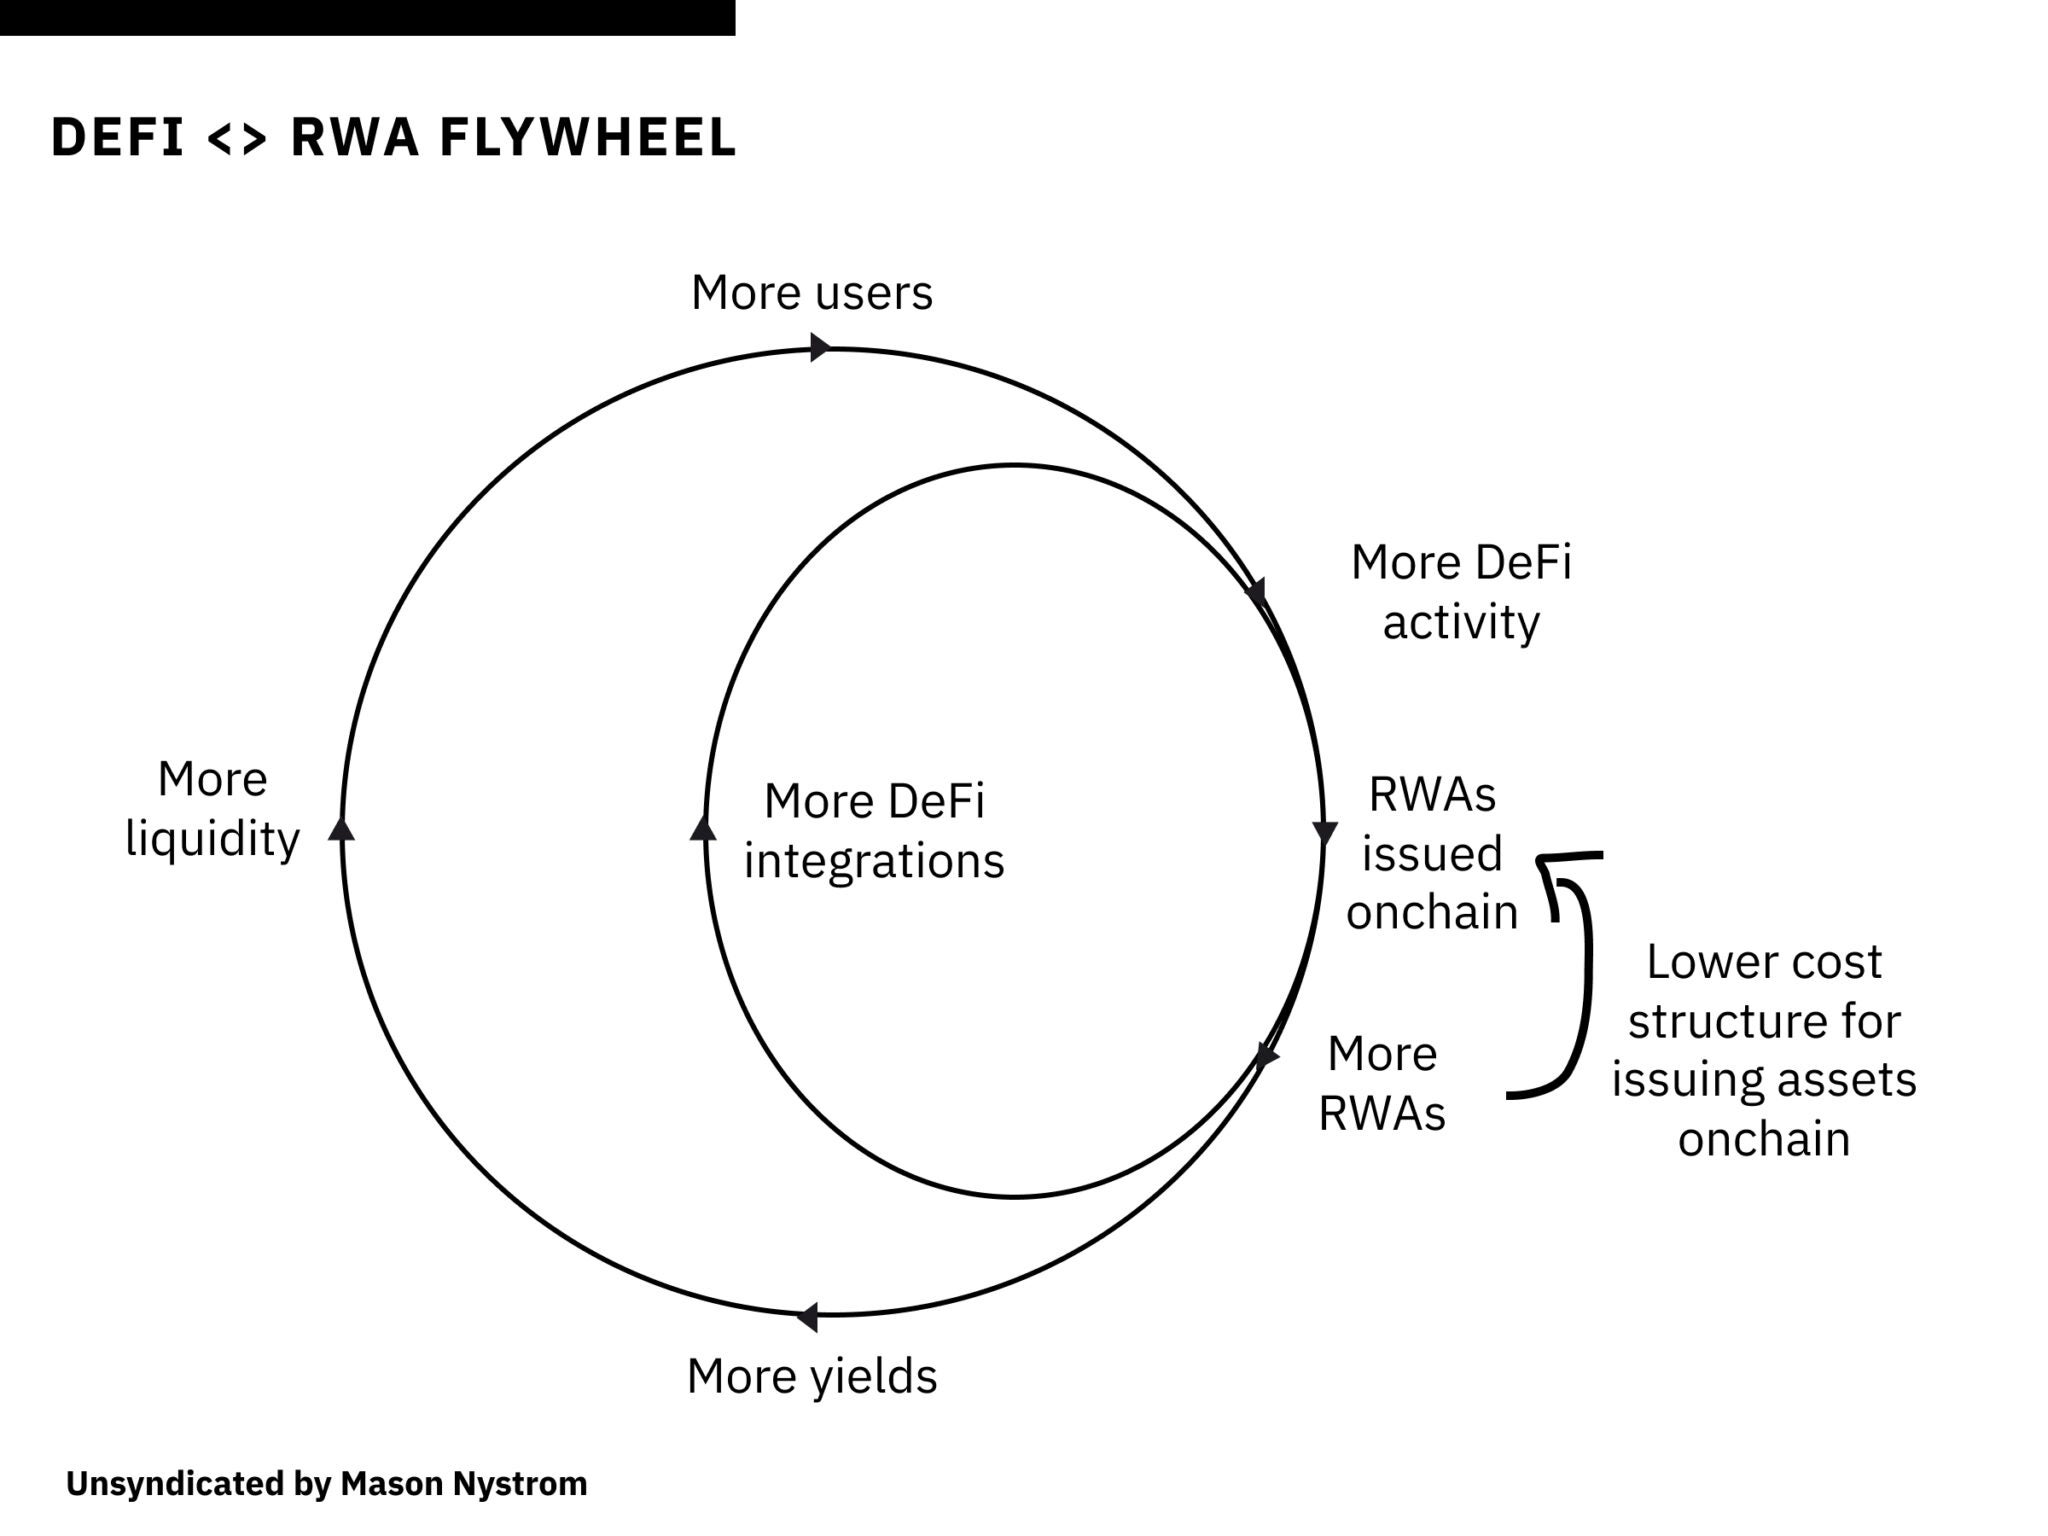 DEFI <> RWA FLYWHEEL
More users
More DeFi
activity
RWAs
issued
onchain
Lower cost
structure for
issuing assets
onchain
More
RWAs
More yields
More
liquidity
More DeFi
integrations
Unsyndicated by Mason Nystrom